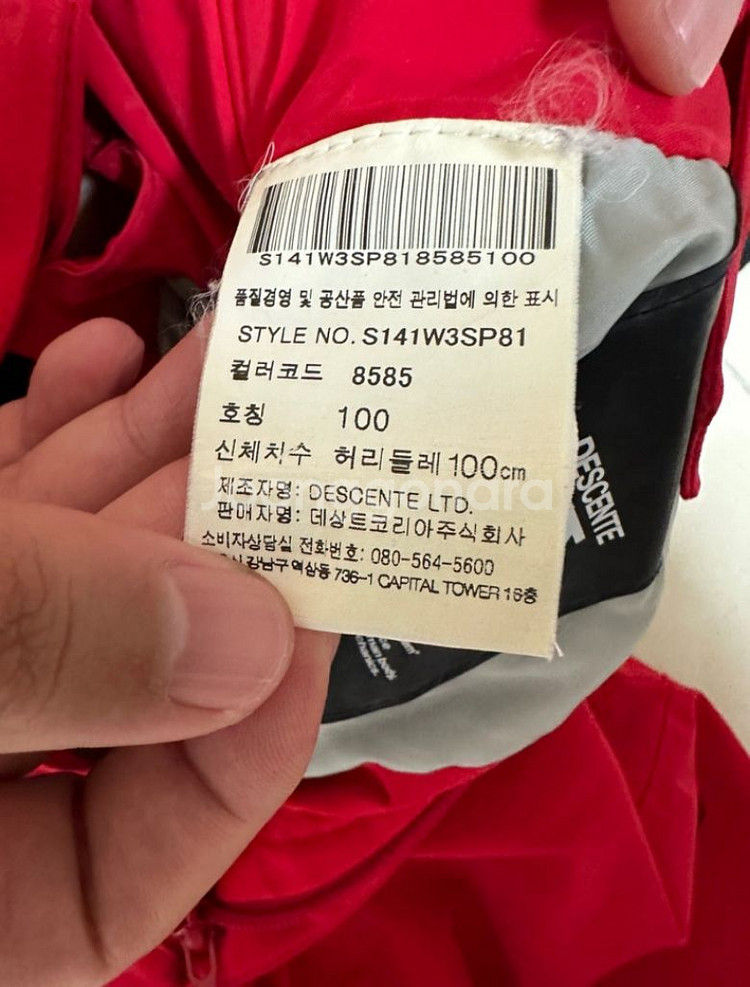 S141W3SP818585100
품질경영 및 공산품 안전 관리법에 의한 표시
STYLE NO. S141W3SP81
컬러코드 8585
호칭 100
신체치수 허리둘레 100cm
Joonggonara
제조자명: DESCENTE LTD.
판매자명: 데상트코리아주식회사
소비자상담실 전화번호: 080-564-5600
강남구 역삼동 736-1 CAPITAL TOWER 16층
DESCENTE
man body